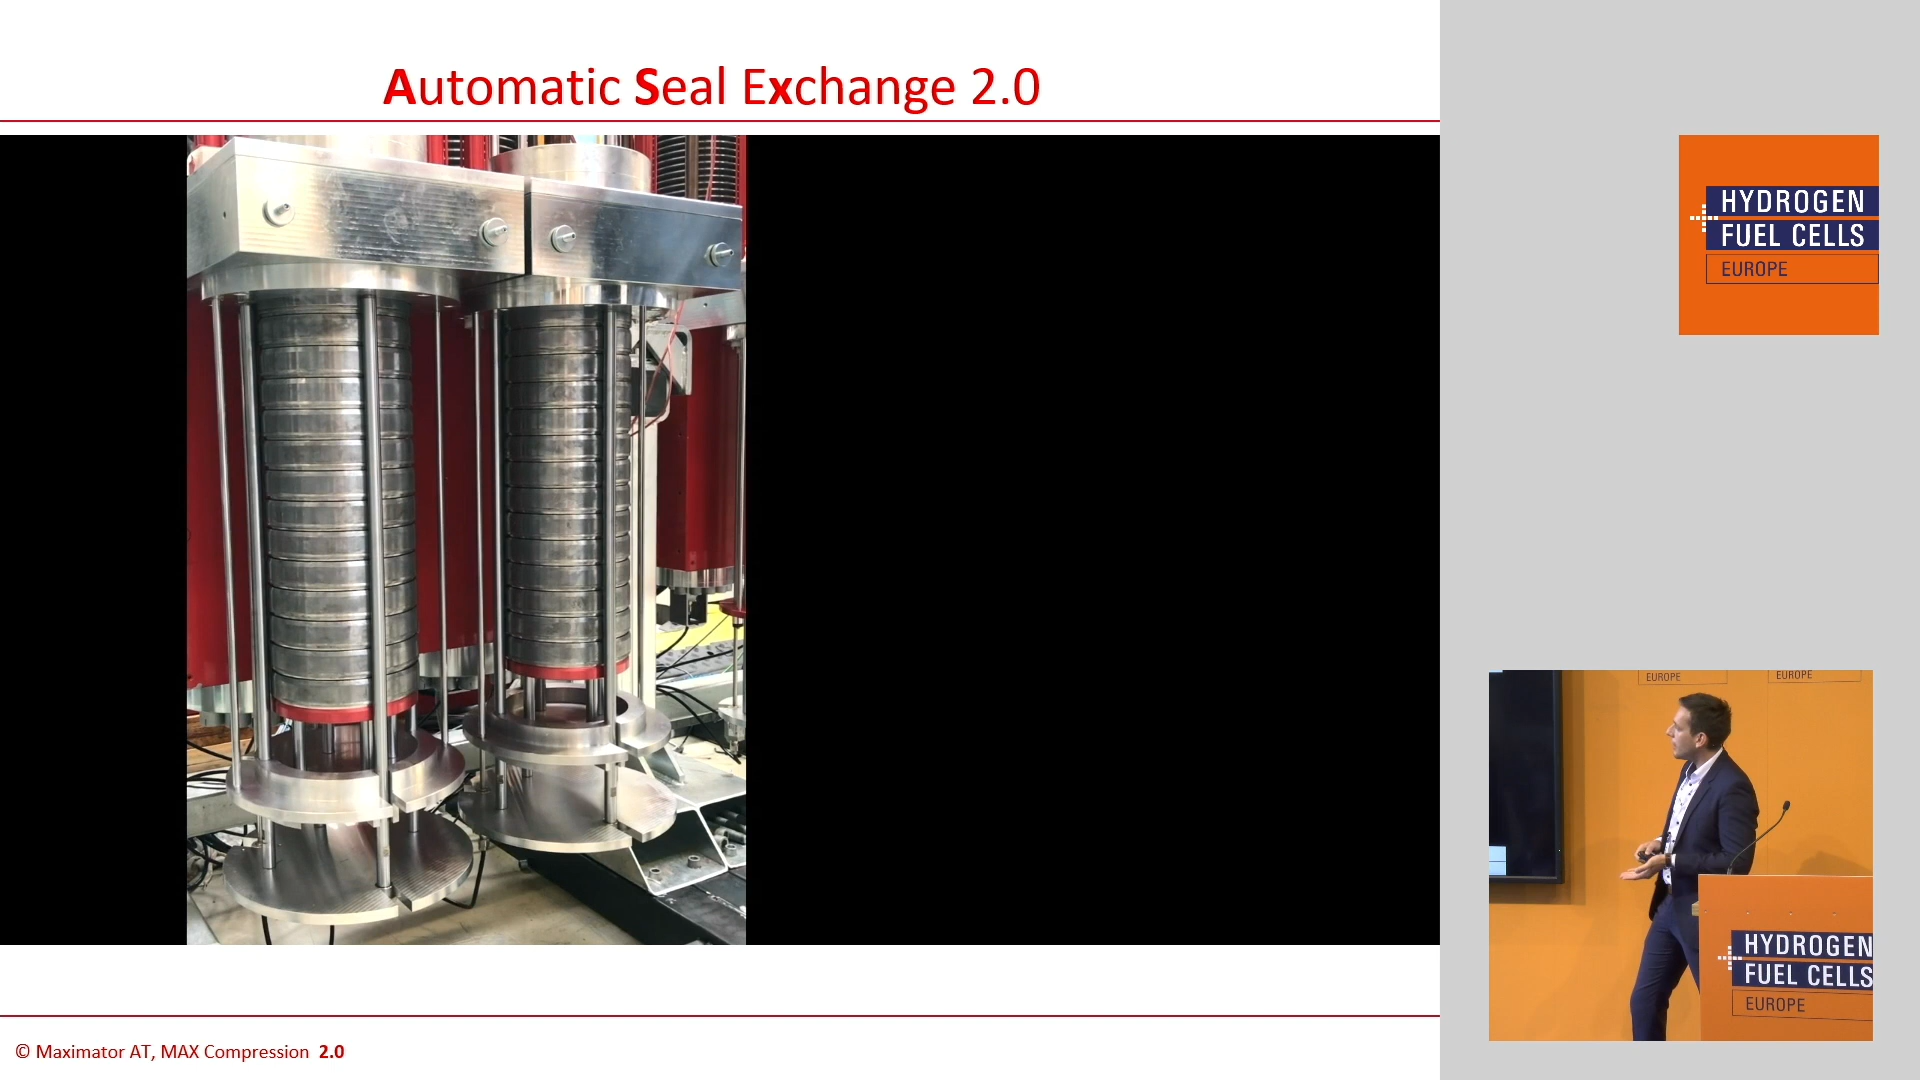 Automatic Seal Exchange 2.0
HYDROGEN
FUEL CELLS
EUROPE
EUROPE
EUROPE
HYDROGEN
FUEL CELLS
EUROPE
© Maximator AT, MAX Compression 2.0